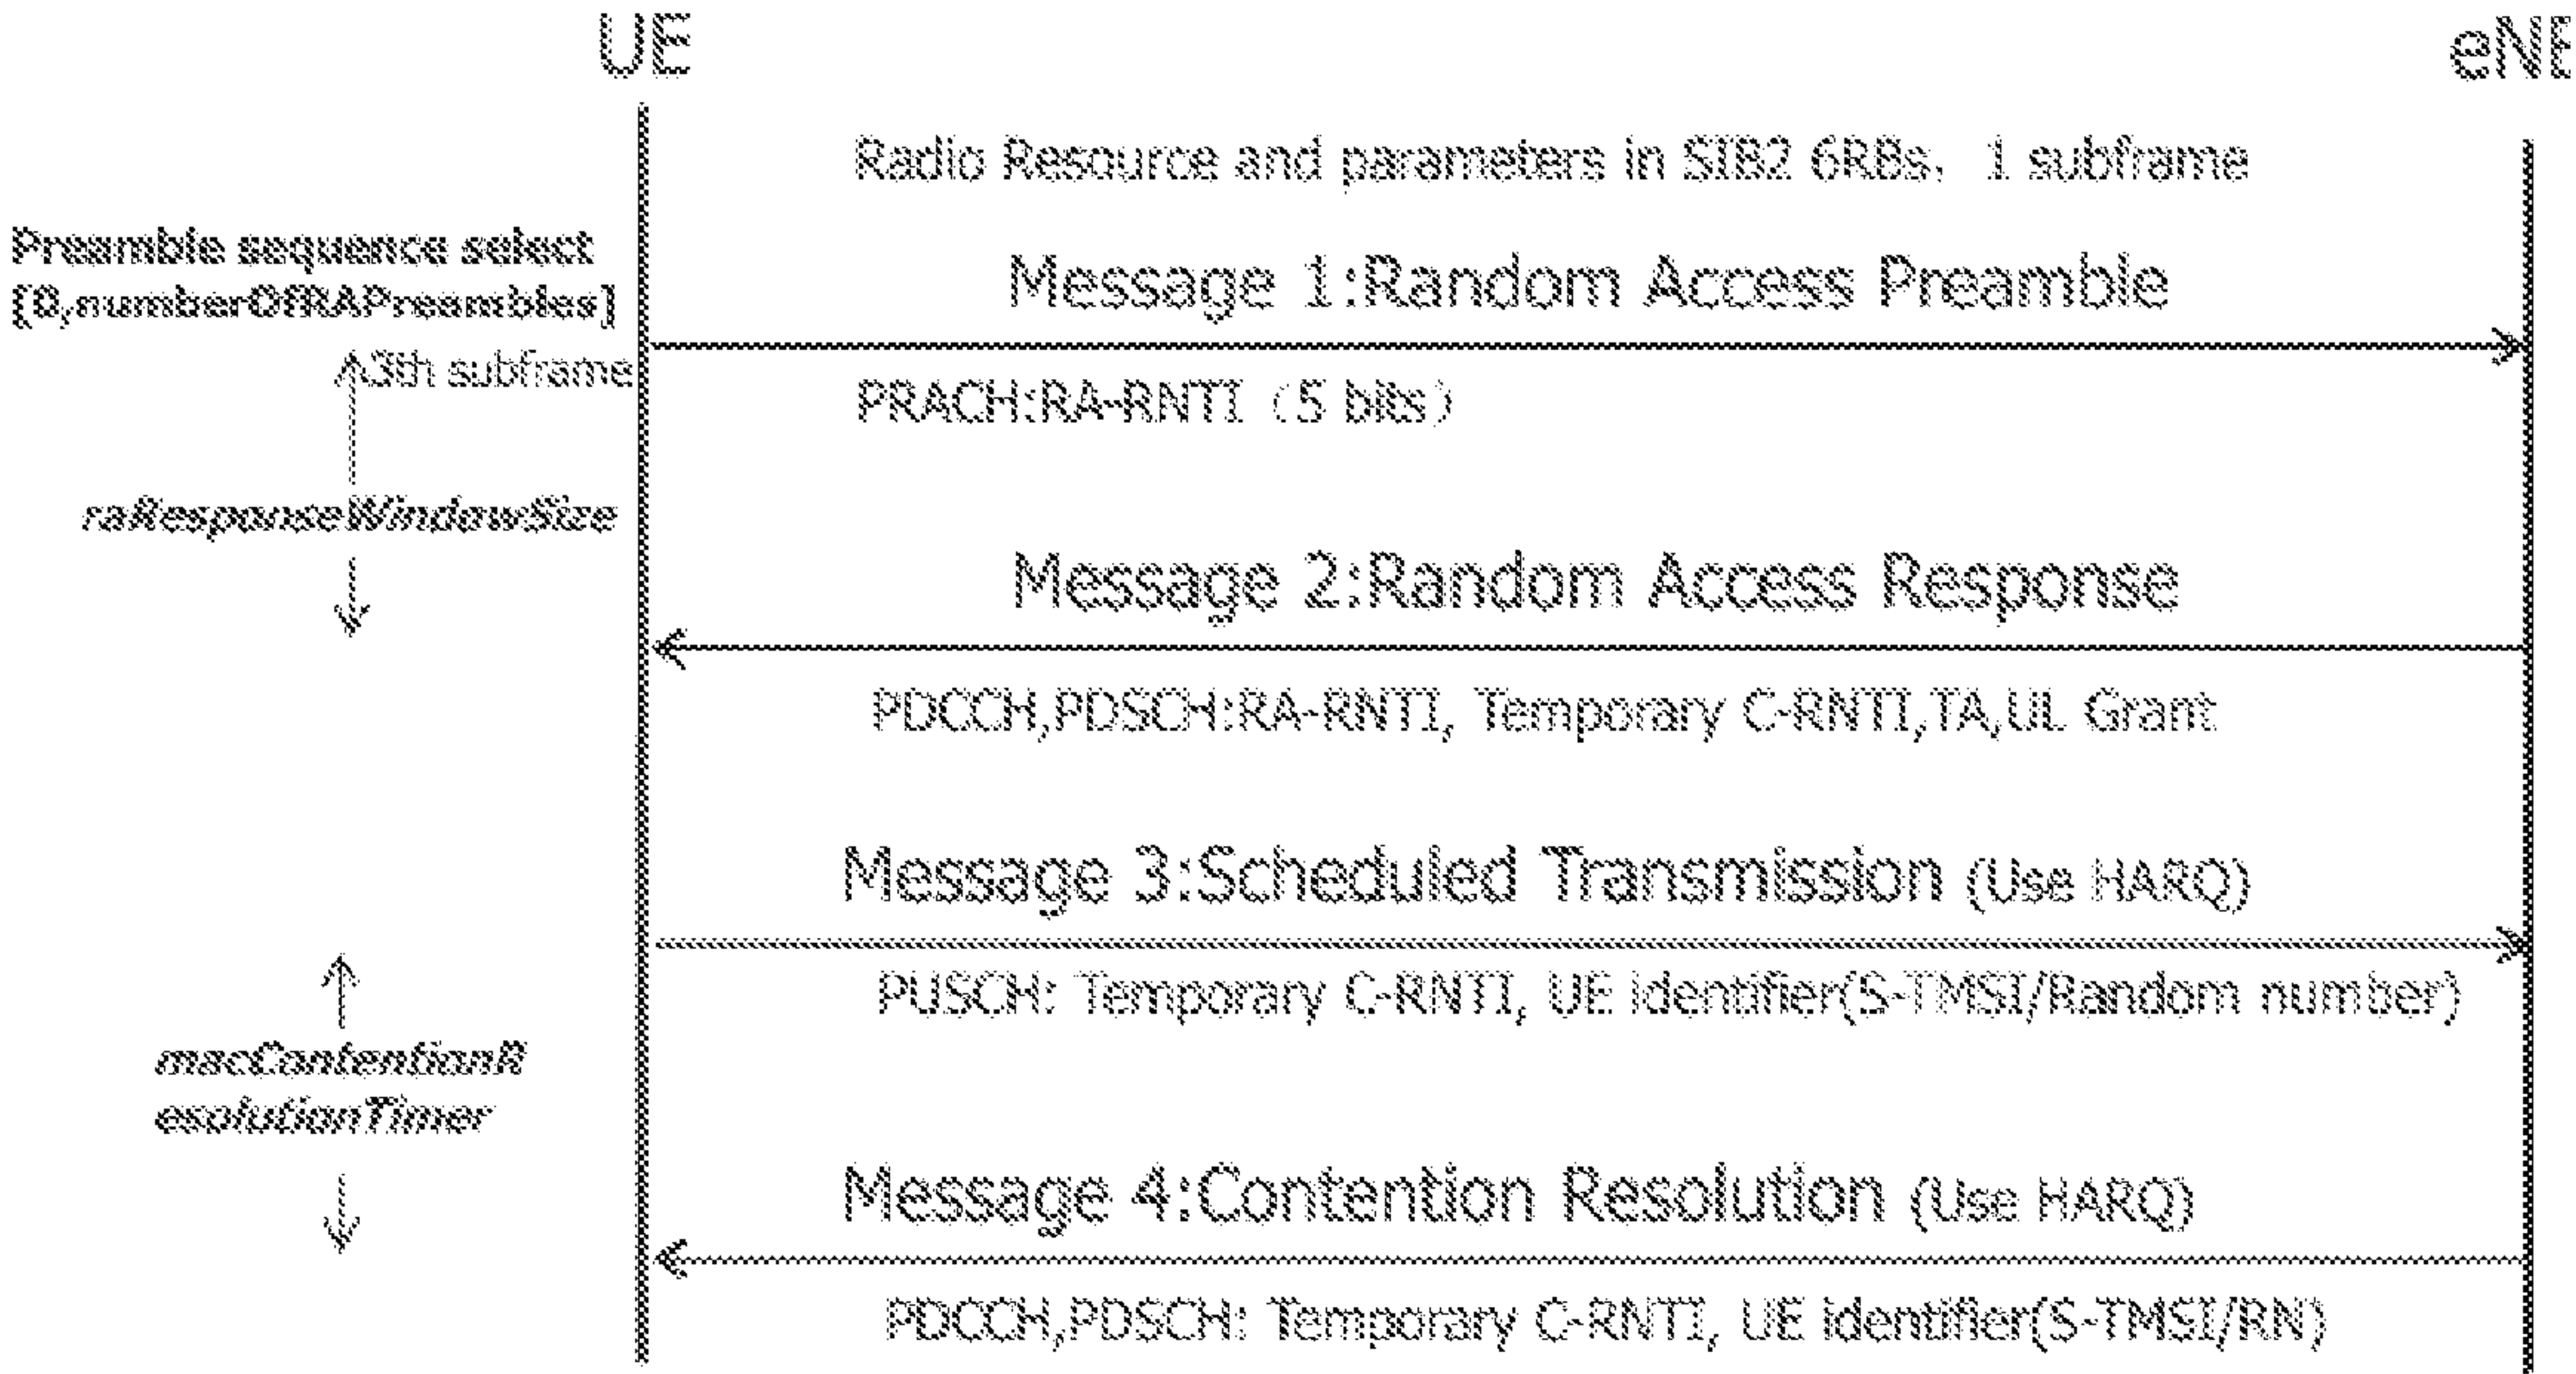 UE
eNB
Radio Resource and parameters in SIB2 6RBs, 1 subframe
Preamble sequence select
[0,numberOfRAPreambles]
Message 1:Random Access Preamble
3th subframe
PRACH:RA-RNTI (5 bits)
raResponseWindowSize
Message 2:Random Access Response
PDCCH,PDSCH:RA-RNTI, Temporary C-RNTI,TA,UL Grant
Message 3:Scheduled Transmission (Use HARQ)
PUSCH: Temporary C-RNTI, UE identifier(S-TMSI/Random number)
macContentionR
esolutionTimer
Message 4:Contention Resolution (Use HARQ)
PDCCH,PDSCH: Temporary C-RNTI, UE identifier(S-TMSI/RN)